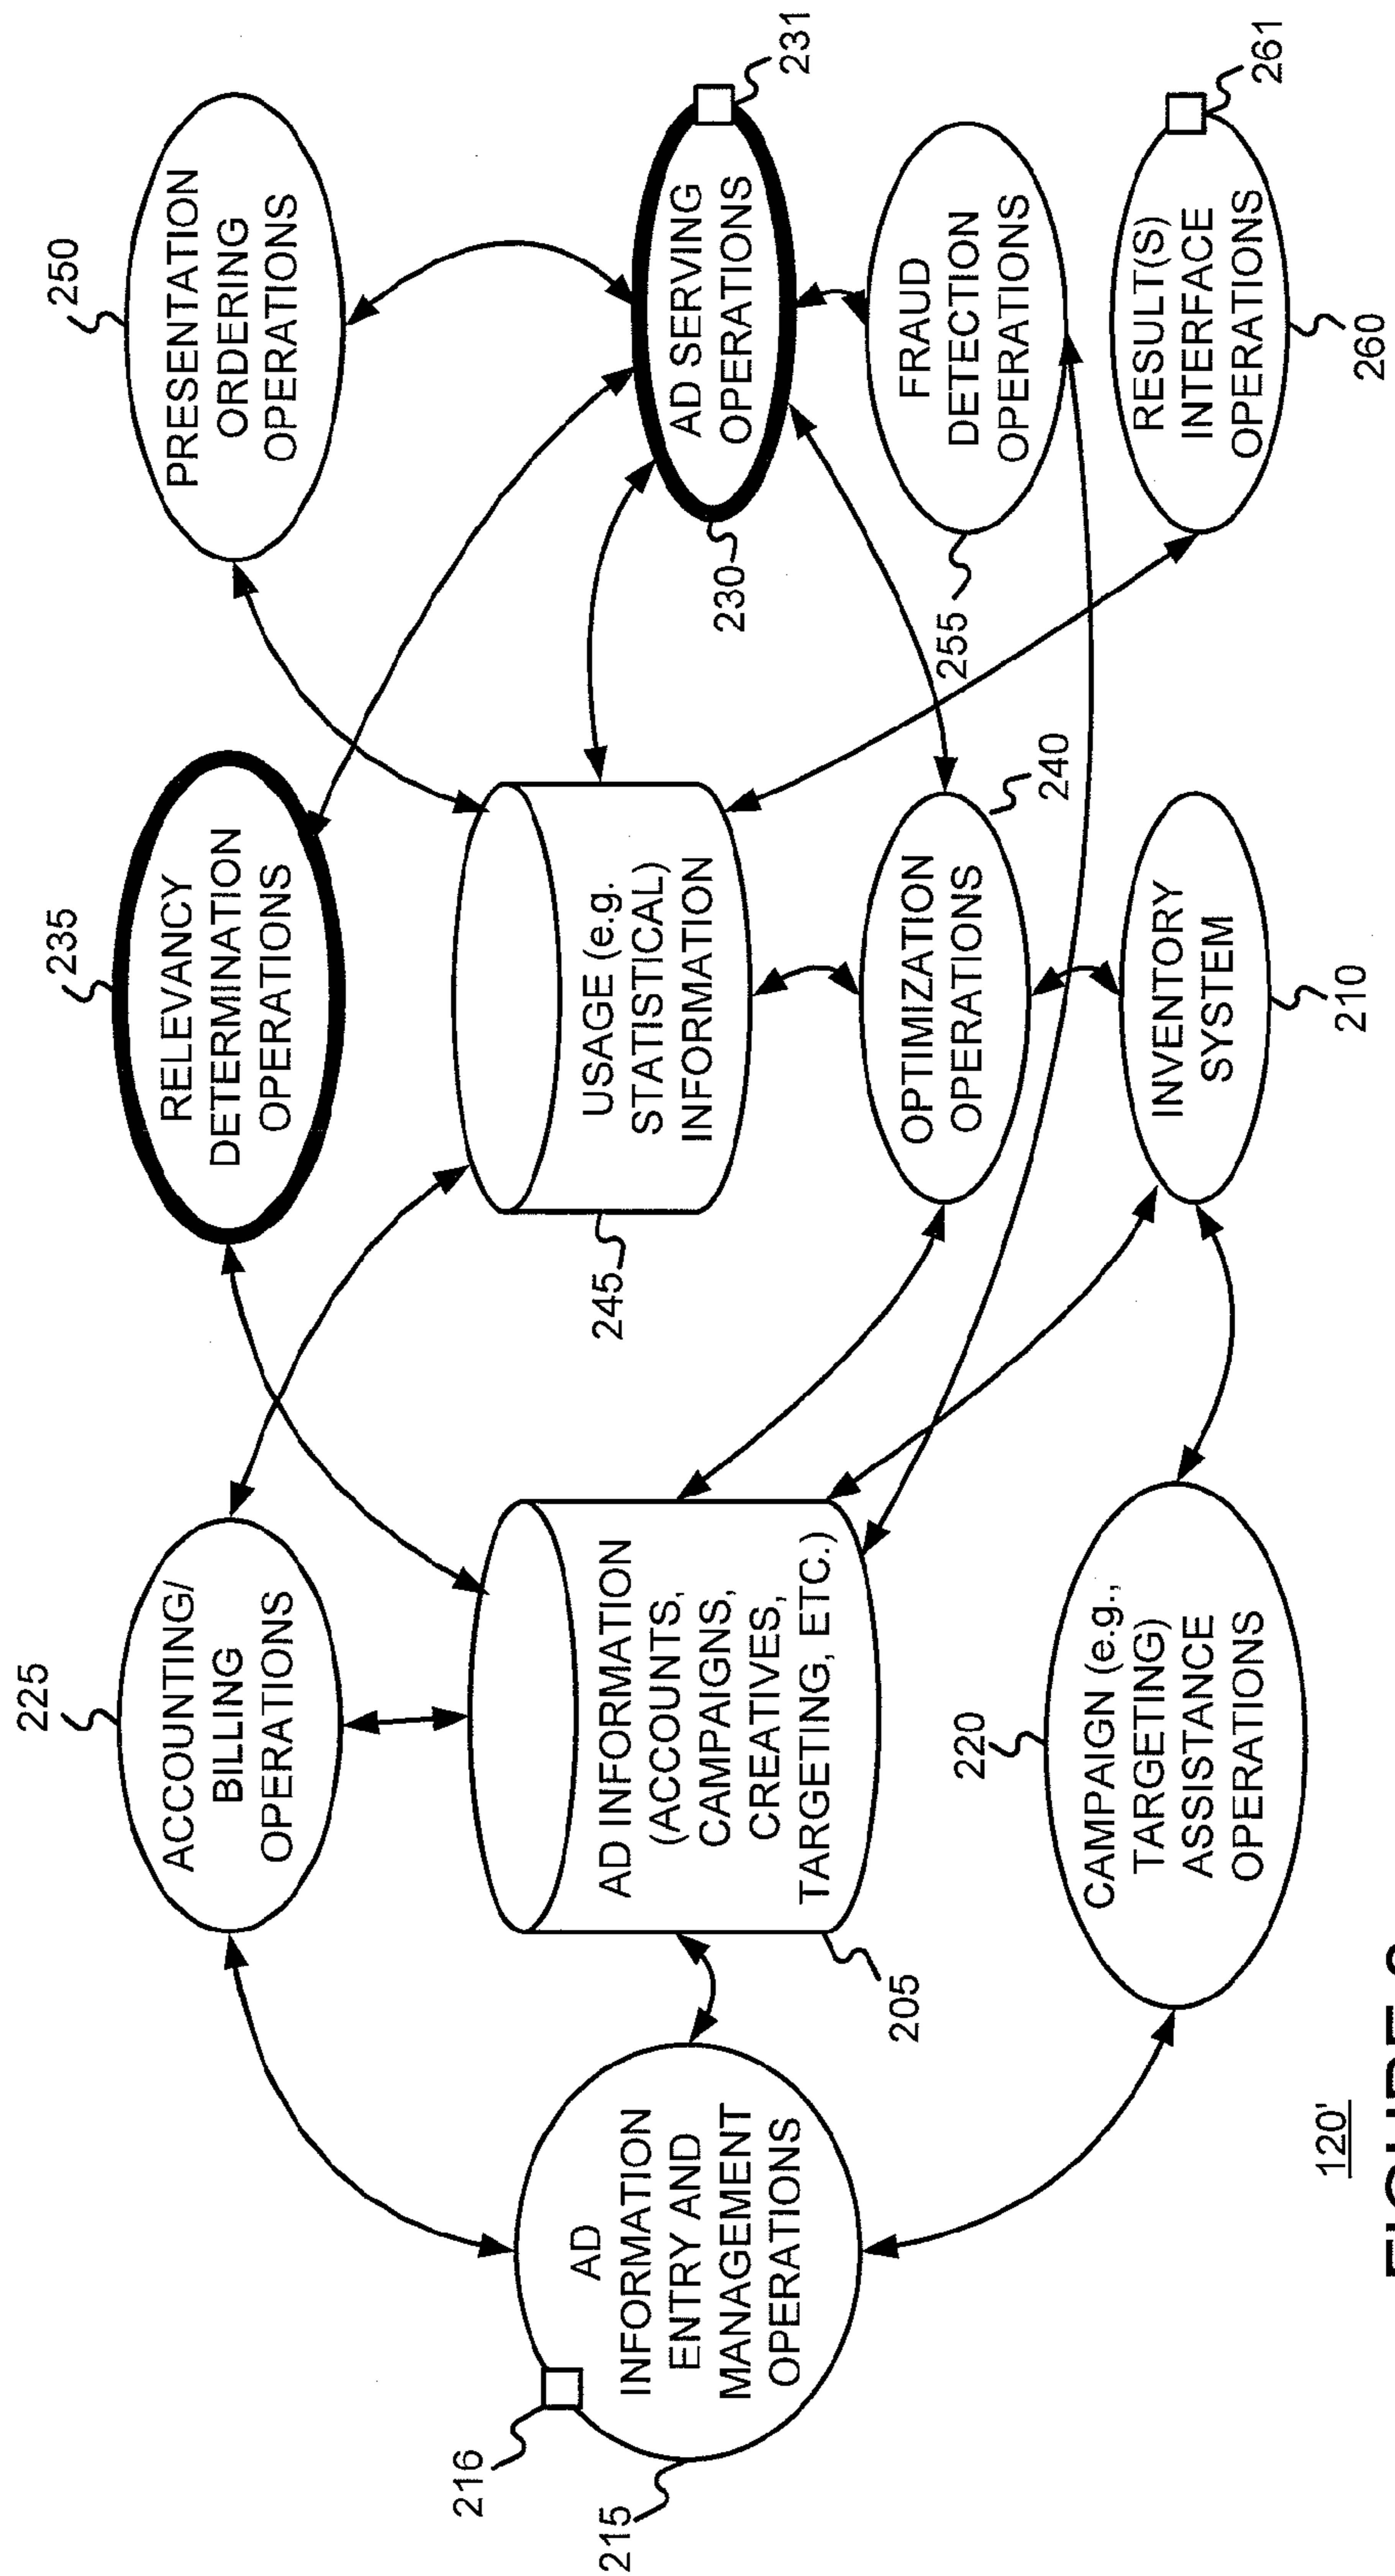 225
ACCOUNTING/
BILLING
OPERATIONS
235
RELEVANCY
DETERMINATION
OPERATIONS
250
PRESENTATION
ORDERING
OPERATIONS
216
215
AD
INFORMATION
ENTRY AND
MANAGEMENT
OPERATIONS
AD INFORMATION
(ACCOUNTS,
CAMPAIGNS,
CREATIVES,
TARGETING, ETC.)
205
245
USAGE (e.g.
STATISTICAL)
INFORMATION
230
AD SERVING
OPERATIONS
231
240
OPTIMIZATION
OPERATIONS
255
FRAUD
DETECTION
OPERATIONS
220
CAMPAIGN (e.g.,
TARGETING)
ASSISTANCE
OPERATIONS
INVENTORY
SYSTEM
210
RESULT(S)
INTERFACE
OPERATIONS
261
260
120'